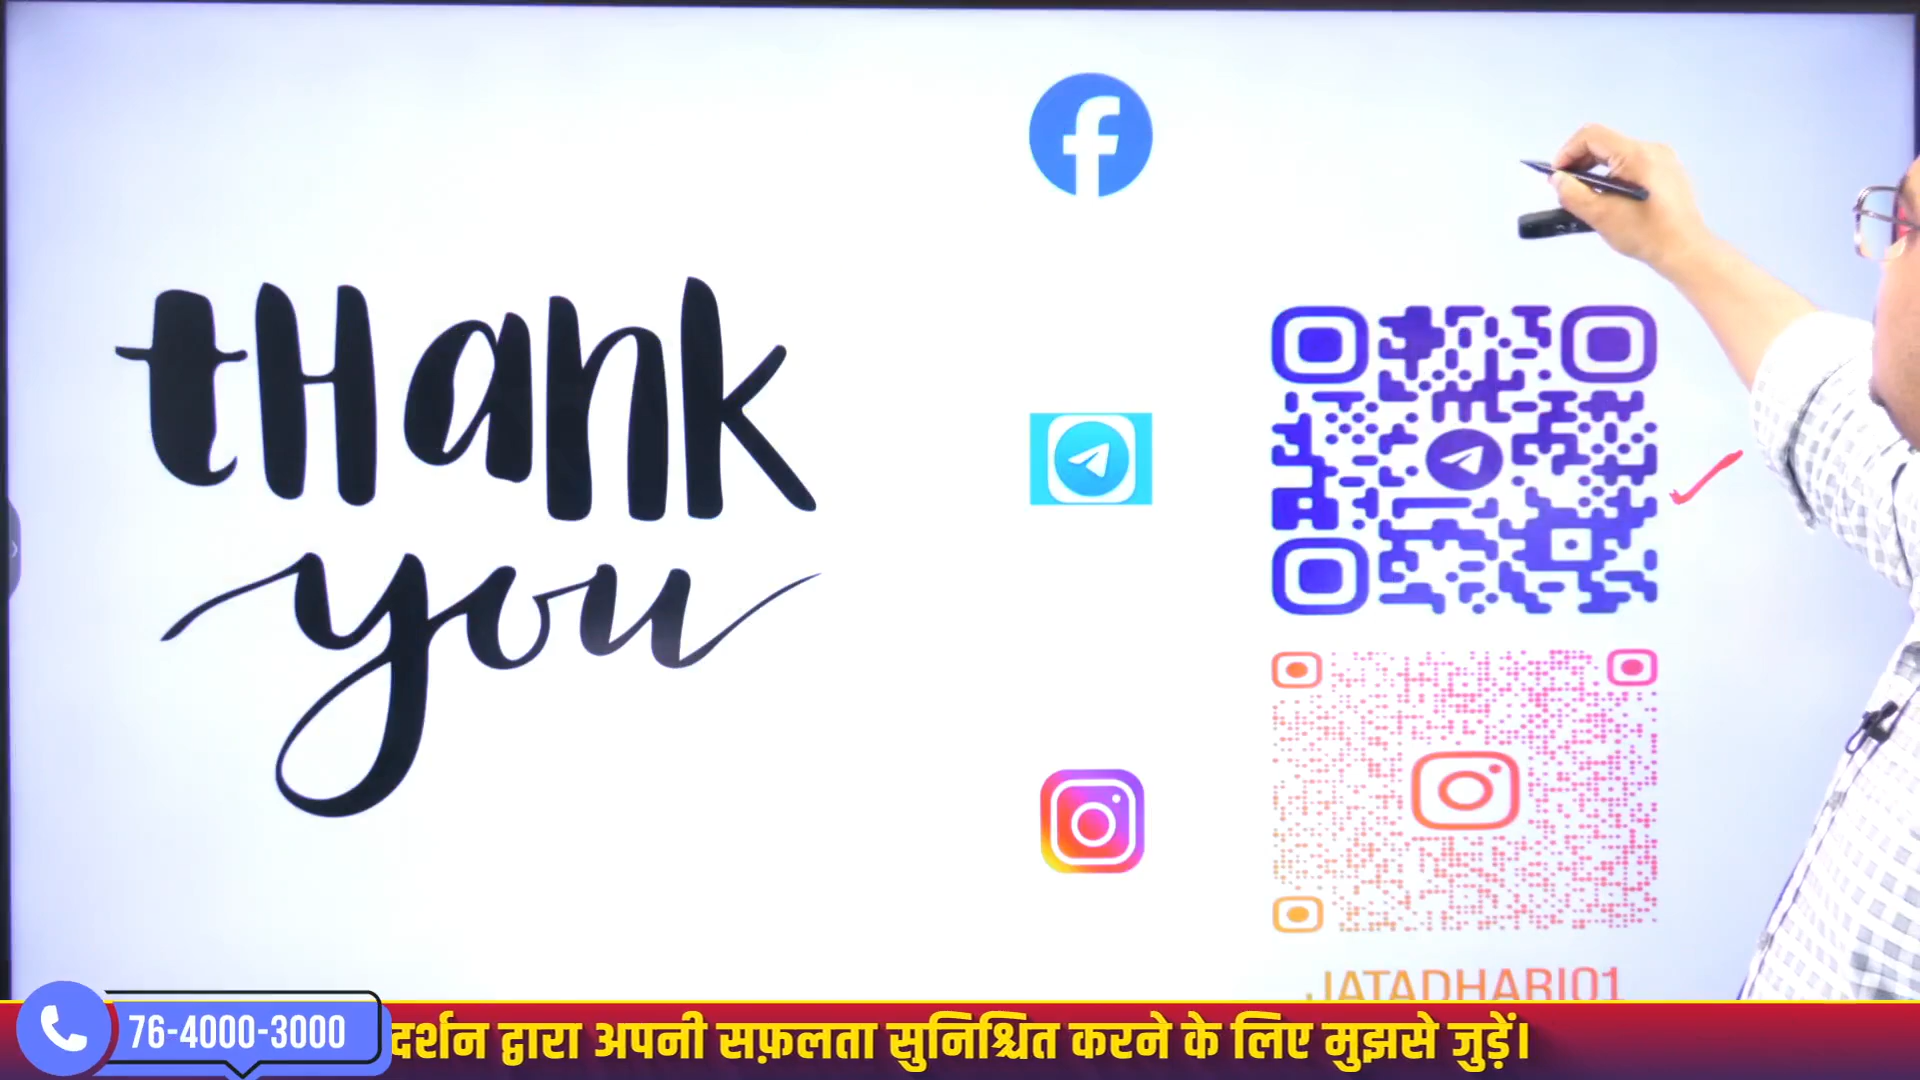 tHank
you
JATADHARI01
76-4000-3000
दर्शन द्वारा अपनी सफ़लता सुनिश्चित करने के लिए मुझसे जुड़ें।